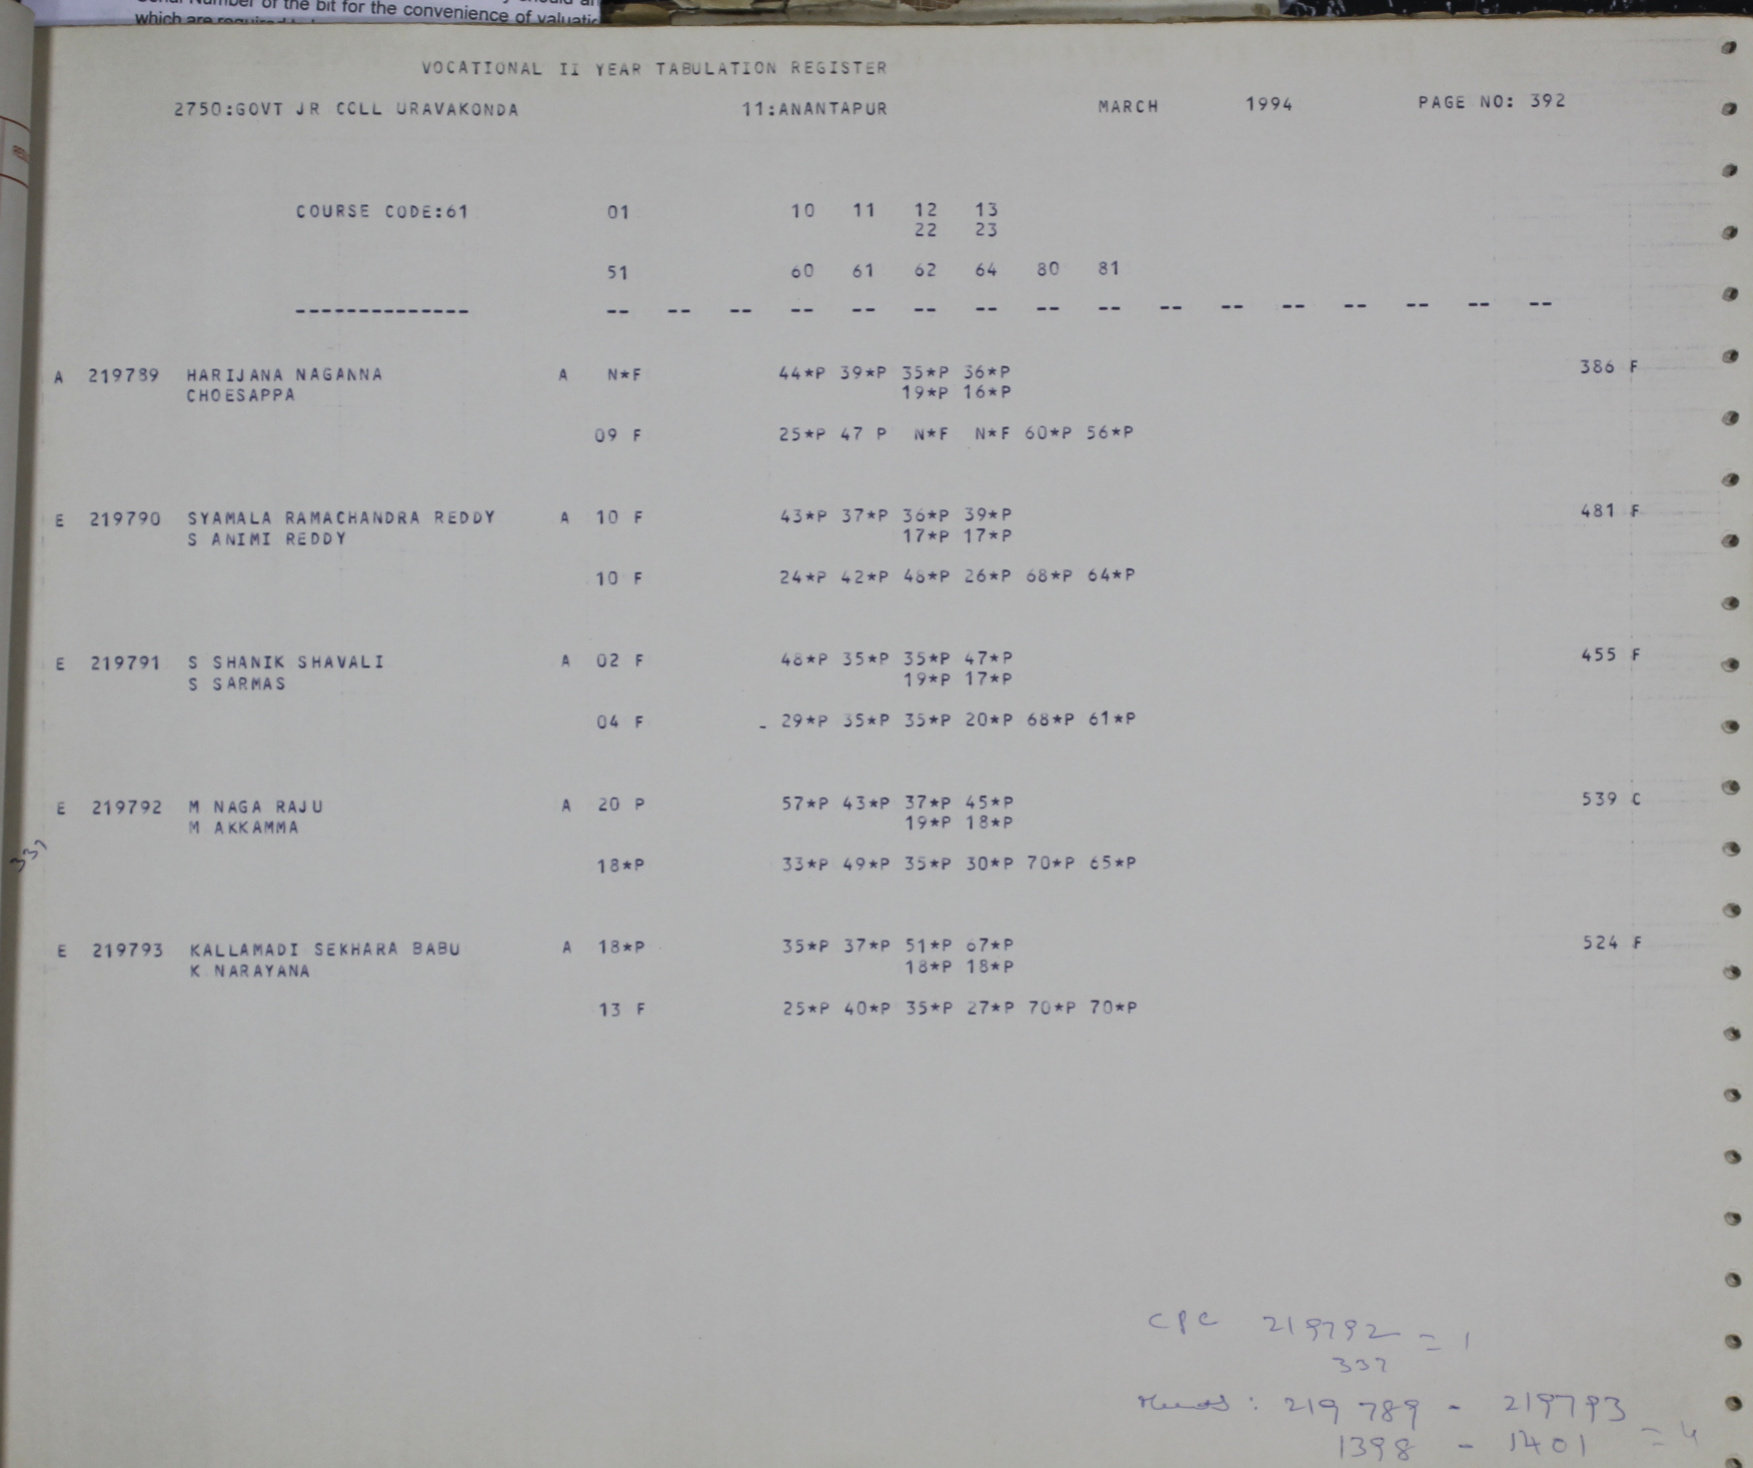 Serial Number of the bit for the convenience of valuatio
which are required
VOCATIONAL II YEAR TABULATION REGISTER
2750:GOVT JR COLL URAVAKONDA 11:ANANTAPUR MARCH 1994 PAGE NO: 392
COURSE CODE:61 01 10 11 12 13
22 23
51 60 61 62 64 80 81
-------------- -- -- -- -- -- -- -- -- -- -- -- -- -- -- -- --
A 219789 HARIJANA NAGANNA A N*F 44*P 39*P 35*P 36*P 386 F
CHOESAPPA 19*P 16*P
09 F 25*P 47 P N*F N*F 60*P 56*P
E 219790 SYAMALA RAMACHANDRA REDDY A 10 F 43*P 37*P 36*P 39*P 481 F
S ANIMI REDDY 17*P 17*P
10 F 24*P 42*P 48*P 26*P 68*P 64*P
E 219791 S SHANIK SHAVALI A 02 F 48*P 35*P 35*P 47*P 455 F
S SARMAS 19*P 17*P
04 F 29*P 35*P 35*P 20*P 68*P 61*P
E 219792 M NAGA RAJU A 20 P 57*P 43*P 37*P 45*P 539 C
M AKKAMMA 19*P 18*P
337
18*P 33*P 49*P 35*P 30*P 70*P 65*P
E 219793 KALLAMADI SEKHARA BABU A 18*P 35*P 37*P 51*P 67*P 524 F
K NARAYANA 18*P 18*P
13 F 25*P 40*P 35*P 27*P 70*P 70*P
CPC 219792 = 1
337
: 219789 - 219793
1398 - 1401 = 4